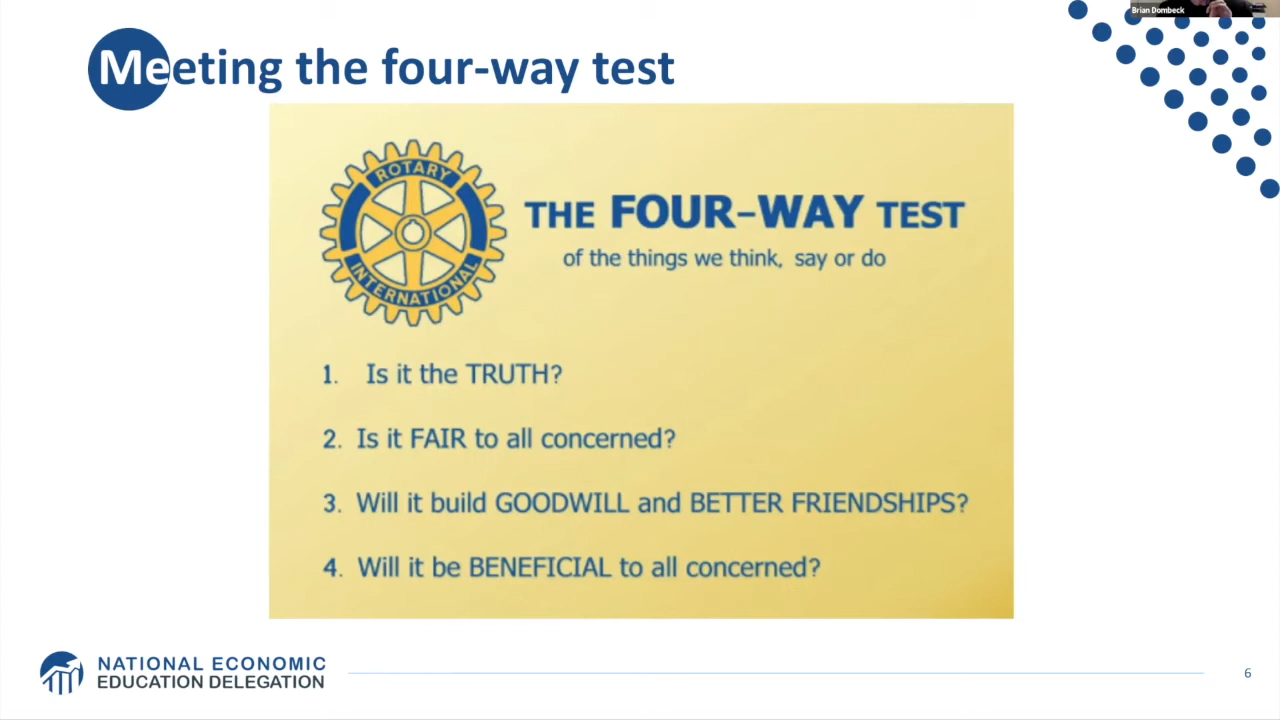 Brian Dombeck
Meeting the four-way test
ROTARY
INTERNATIONAL
THE FOUR-WAY TEST
of the things we think, say or do
1. Is it the TRUTH?
2. Is it FAIR to all concerned?
3. Will it build GOODWILL and BETTER FRIENDSHIPS?
4. Will it be BENEFICIAL to all concerned?
NATIONAL ECONOMIC
EDUCATION DELEGATION
6